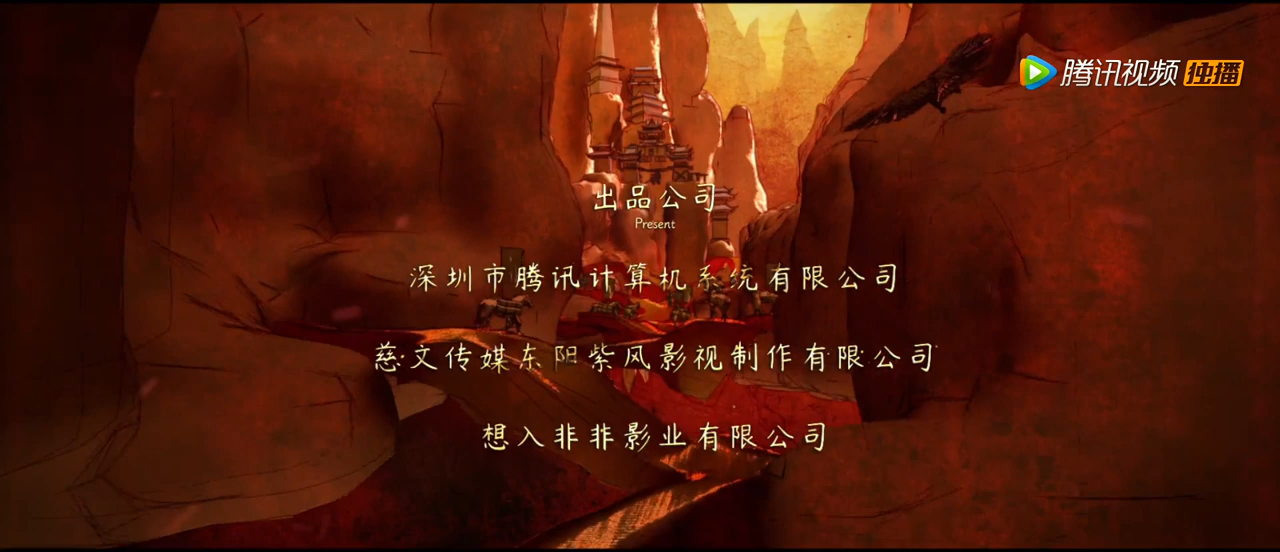 腾讯视频 独播
出品公司
Present
深圳市腾讯计算机系统有限公司
慈文传媒东阳紫风影视制作有限公司
想入非非影业有限公司